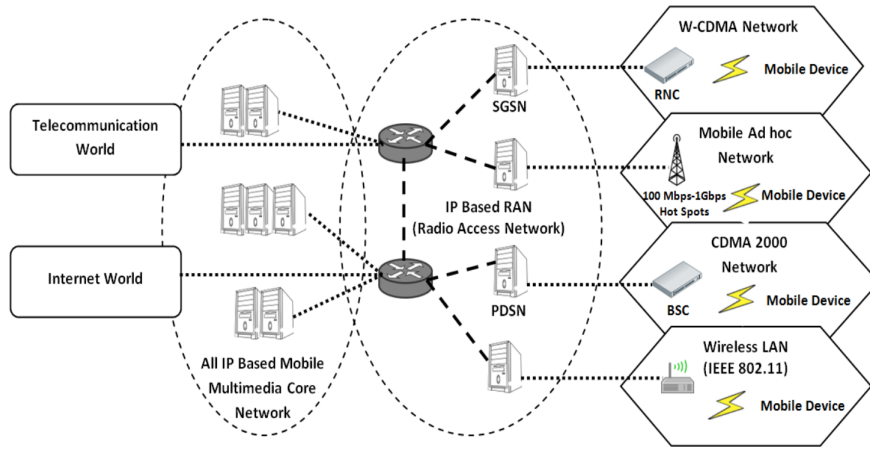 Telecommunication
World
Internet World
All IP Based Mobile
Multimedia Core
Network
SGSN
IP Based RAN
(Radio Access Network)
PDSN
W-CDMA Network
Mobile Device
RNC
Mobile Ad hoc
Network
100 Mbps-1Gbps
Hot Spots
Mobile Device
CDMA 2000
Network
BSC
Mobile Device
Wireless LAN
(IEEE 802.11)
Mobile Device